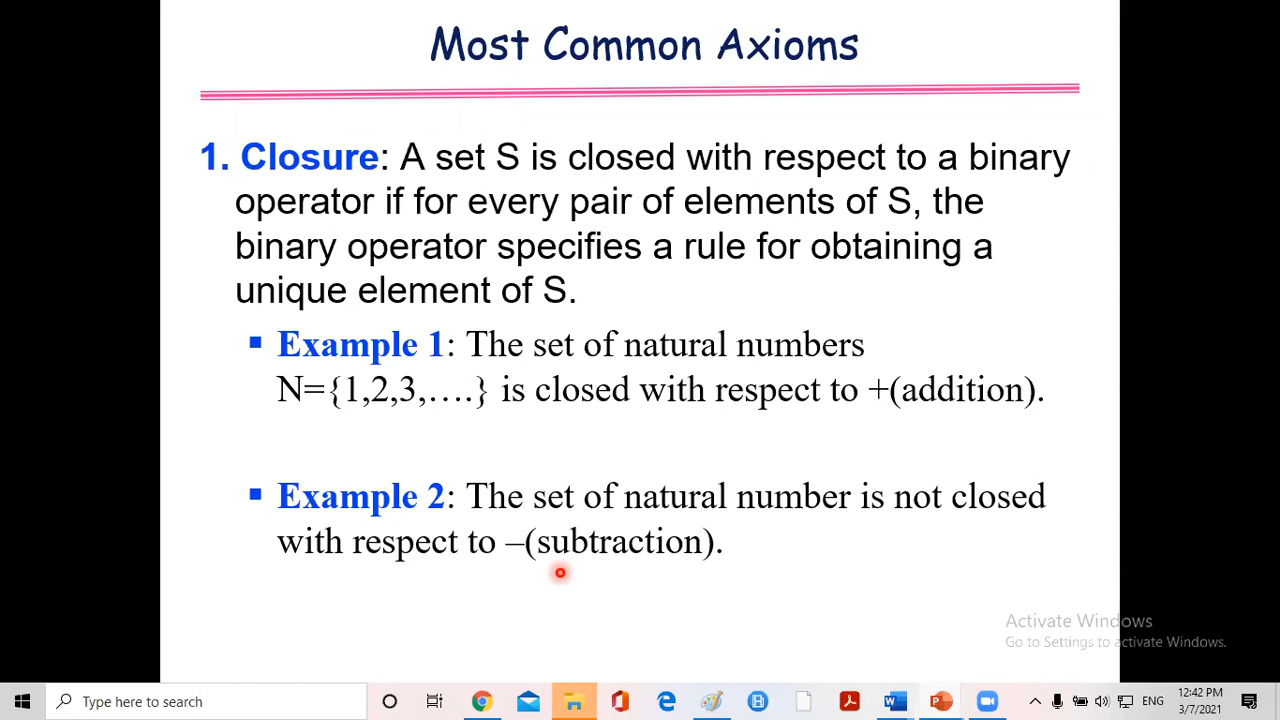 Most Common Axioms
1. Closure: A set S is closed with respect to a binary
operator if for every pair of elements of S, the
binary operator specifies a rule for obtaining a
unique element of S.
▪ Example 1: The set of natural numbers
N={1,2,3,….} is closed with respect to +(addition).
▪ Example 2: The set of natural number is not closed
with respect to –(subtraction).
Activate Windows
Go to Settings to activate Windows.
Type here to search
ENG
12:42 PM
3/7/2021